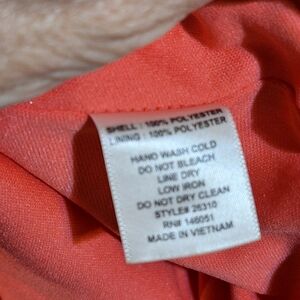 SHELL : 100% POLYESTER
LINING : 100% POLYESTER
HAND WASH COLD
DO NOT BLEACH
LINE DRY
LOW IRON
DO NOT DRY CLEAN
STYLE# 26310
RN# 146051
MADE IN VIETNAM